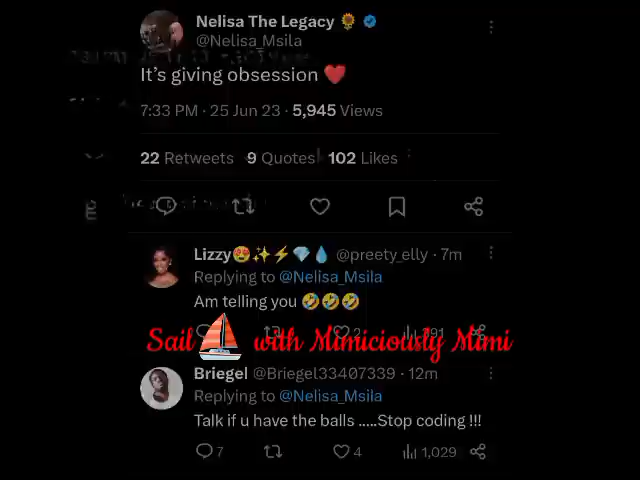 Nelisa The Legacy 🌻
@Nelisa_Msila
It's giving obsession ❤️
7:33 PM · 25 Jun 23 · 5,945 Views
22 Retweets 9 Quotes 102 Likes
Lizzy😍✨⚡💎💧 @preety_elly · 7m
Replying to @Nelisa_Msila
Am telling you 🤣🤣🤣
2
Sail ⛵ with Mimiciously Mimi
Briegel @Briegel33407339 · 12m
Replying to @Nelisa_Msila
Talk if u have the balls .....Stop coding !!!
7 4 1,029